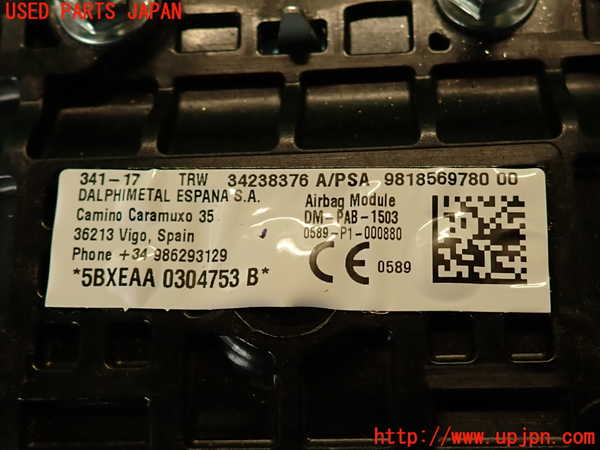 USED PARTS JAPAN
341-17 TRW 34238376 A/PSA 9818569780 00
DALPHIMETAL ESPANA S.A. Airbag Module
Camino Caramuxo 35 DM-PAB-1503
36213 Vigo, Spain 0589-P1-000880
Phone +34 986293129
CE 0589
*5BXEAA 0304753 B*
http://www.upjpn.com/